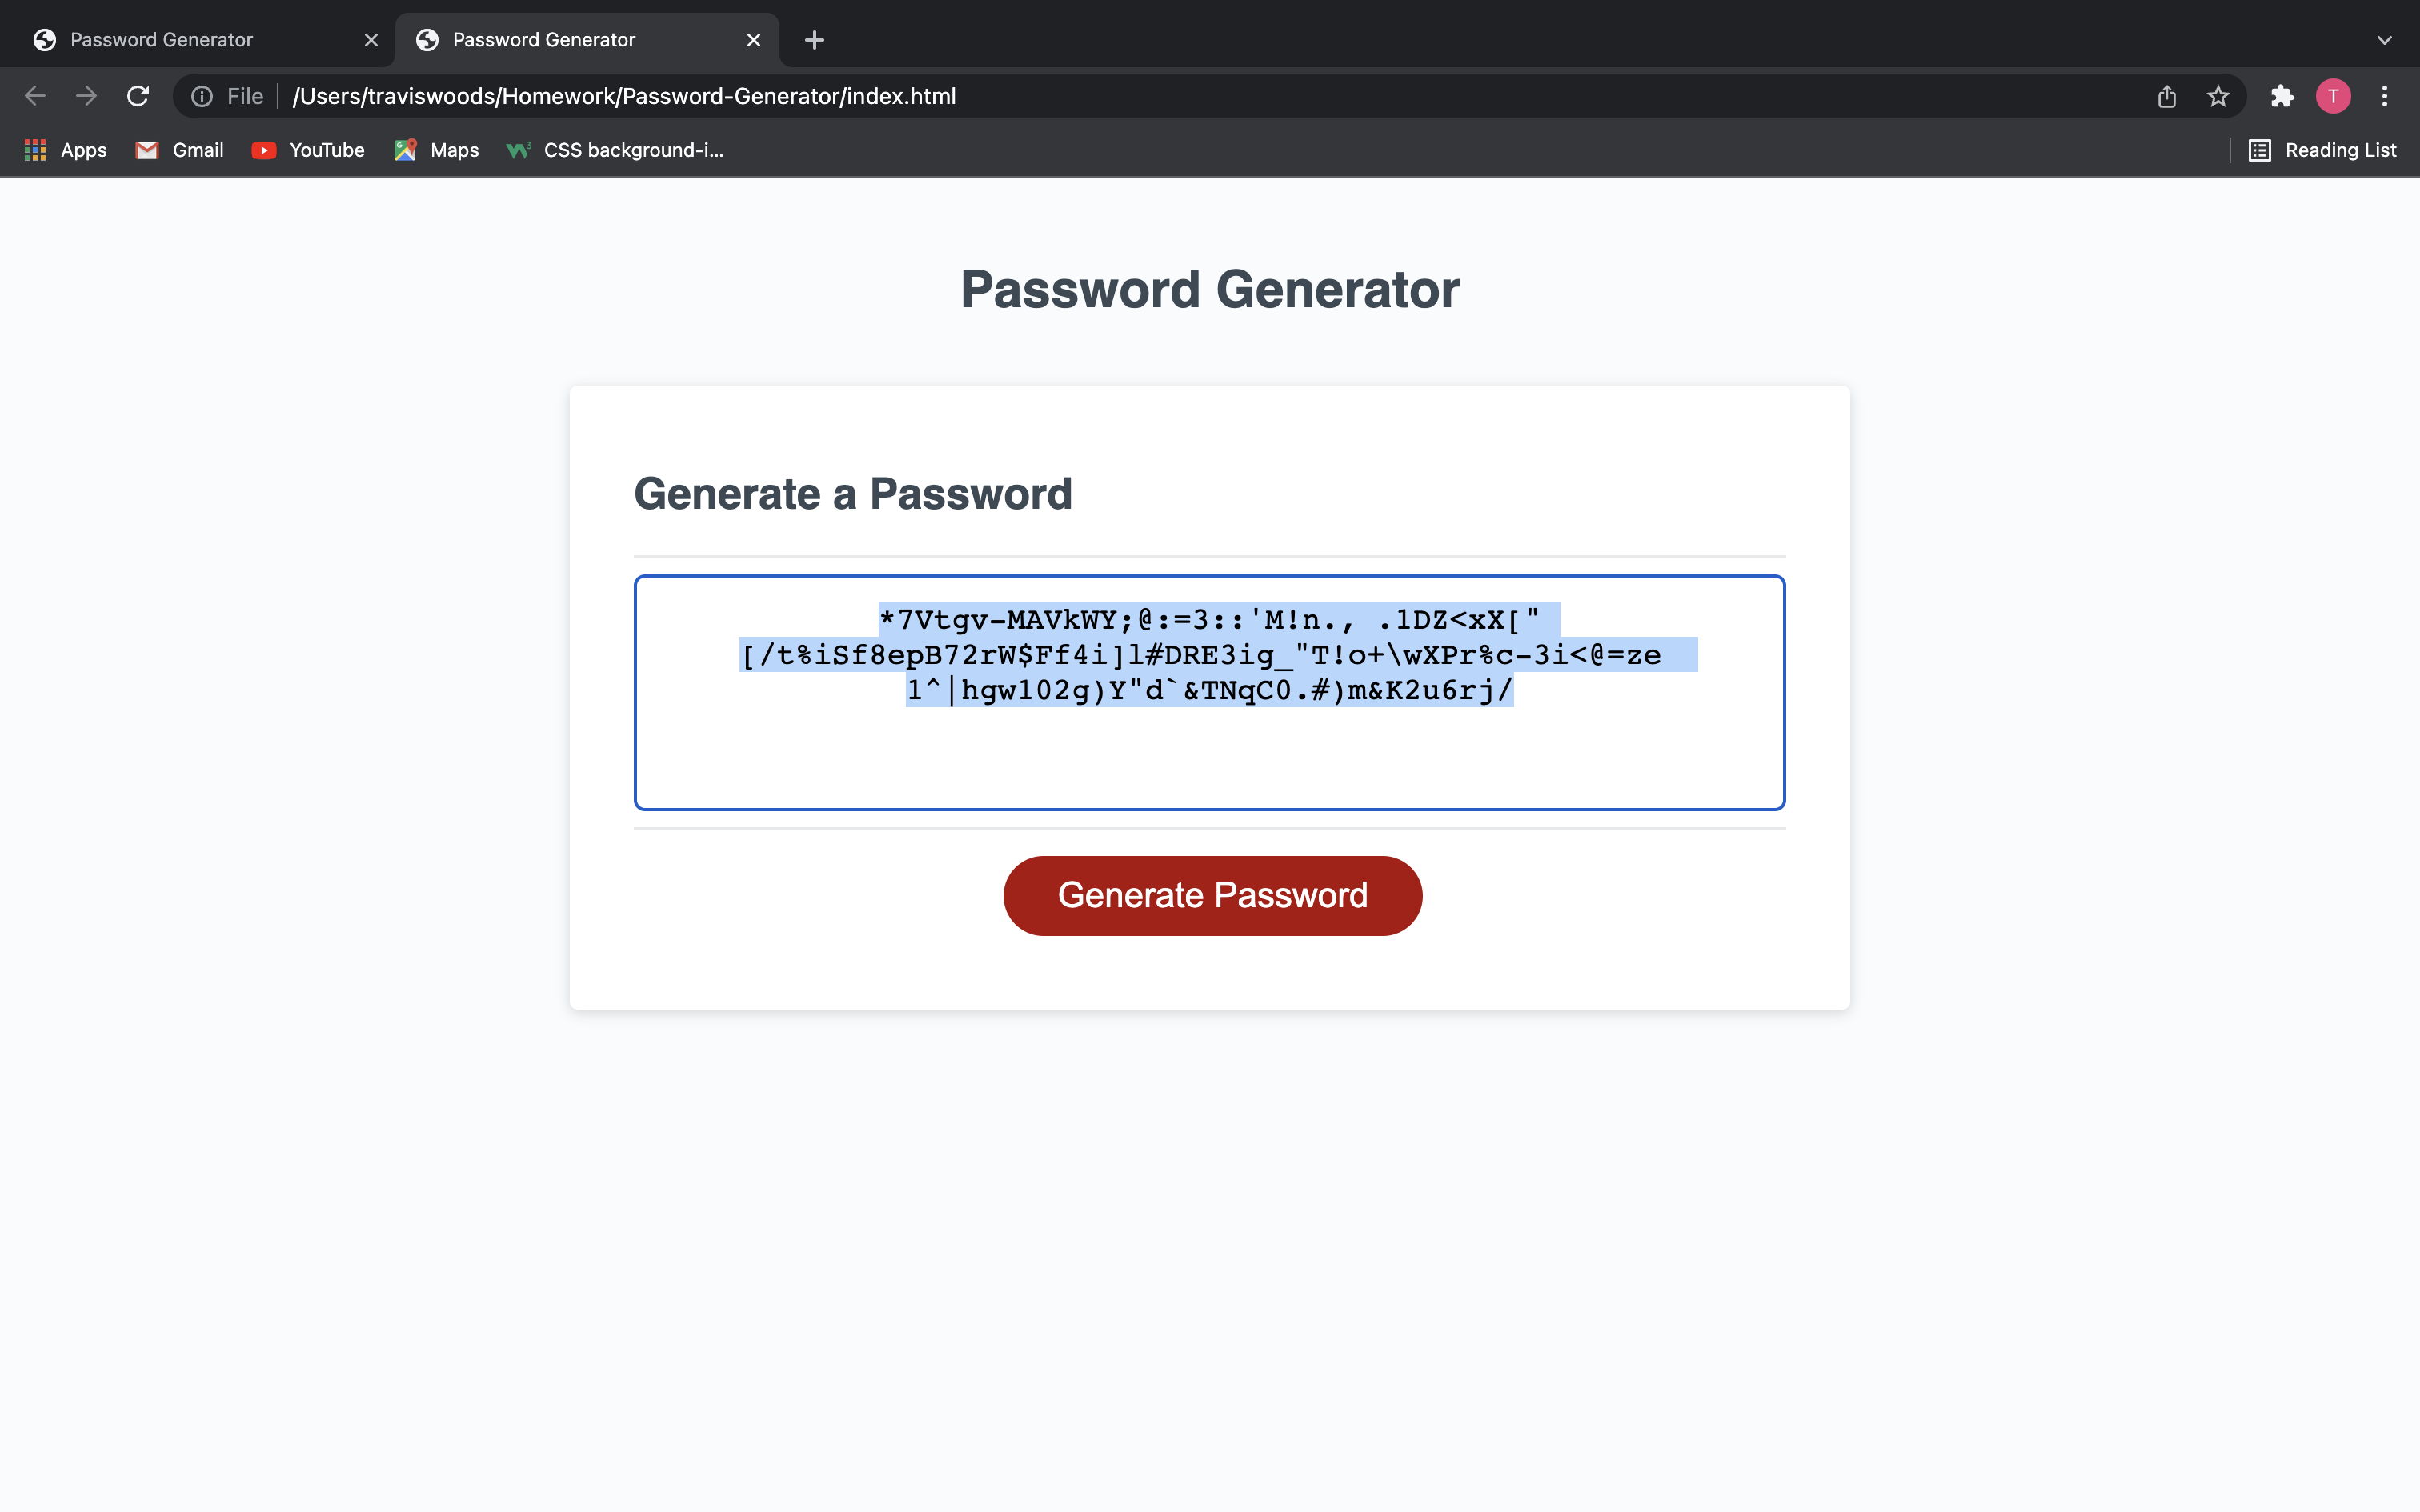 Password Generator
Password Generator
File
/Users/traviswoods/Homework/Password-Generator/index.html
T
Apps
Gmail
YouTube
Maps
CSS background-i...
Reading List
Password Generator
Generate a Password
*7Vtgv-MAVkWY;@:=3::'M!n., .1DZ<xX["
[/t%iSf8epB72rW$Ff4i]l#DRE3ig_"T!o+\wXPr%c-3i<@=ze
1^|hgw102g)Y"d`&TNqC0.#)m&K2u6rj/
Generate Password